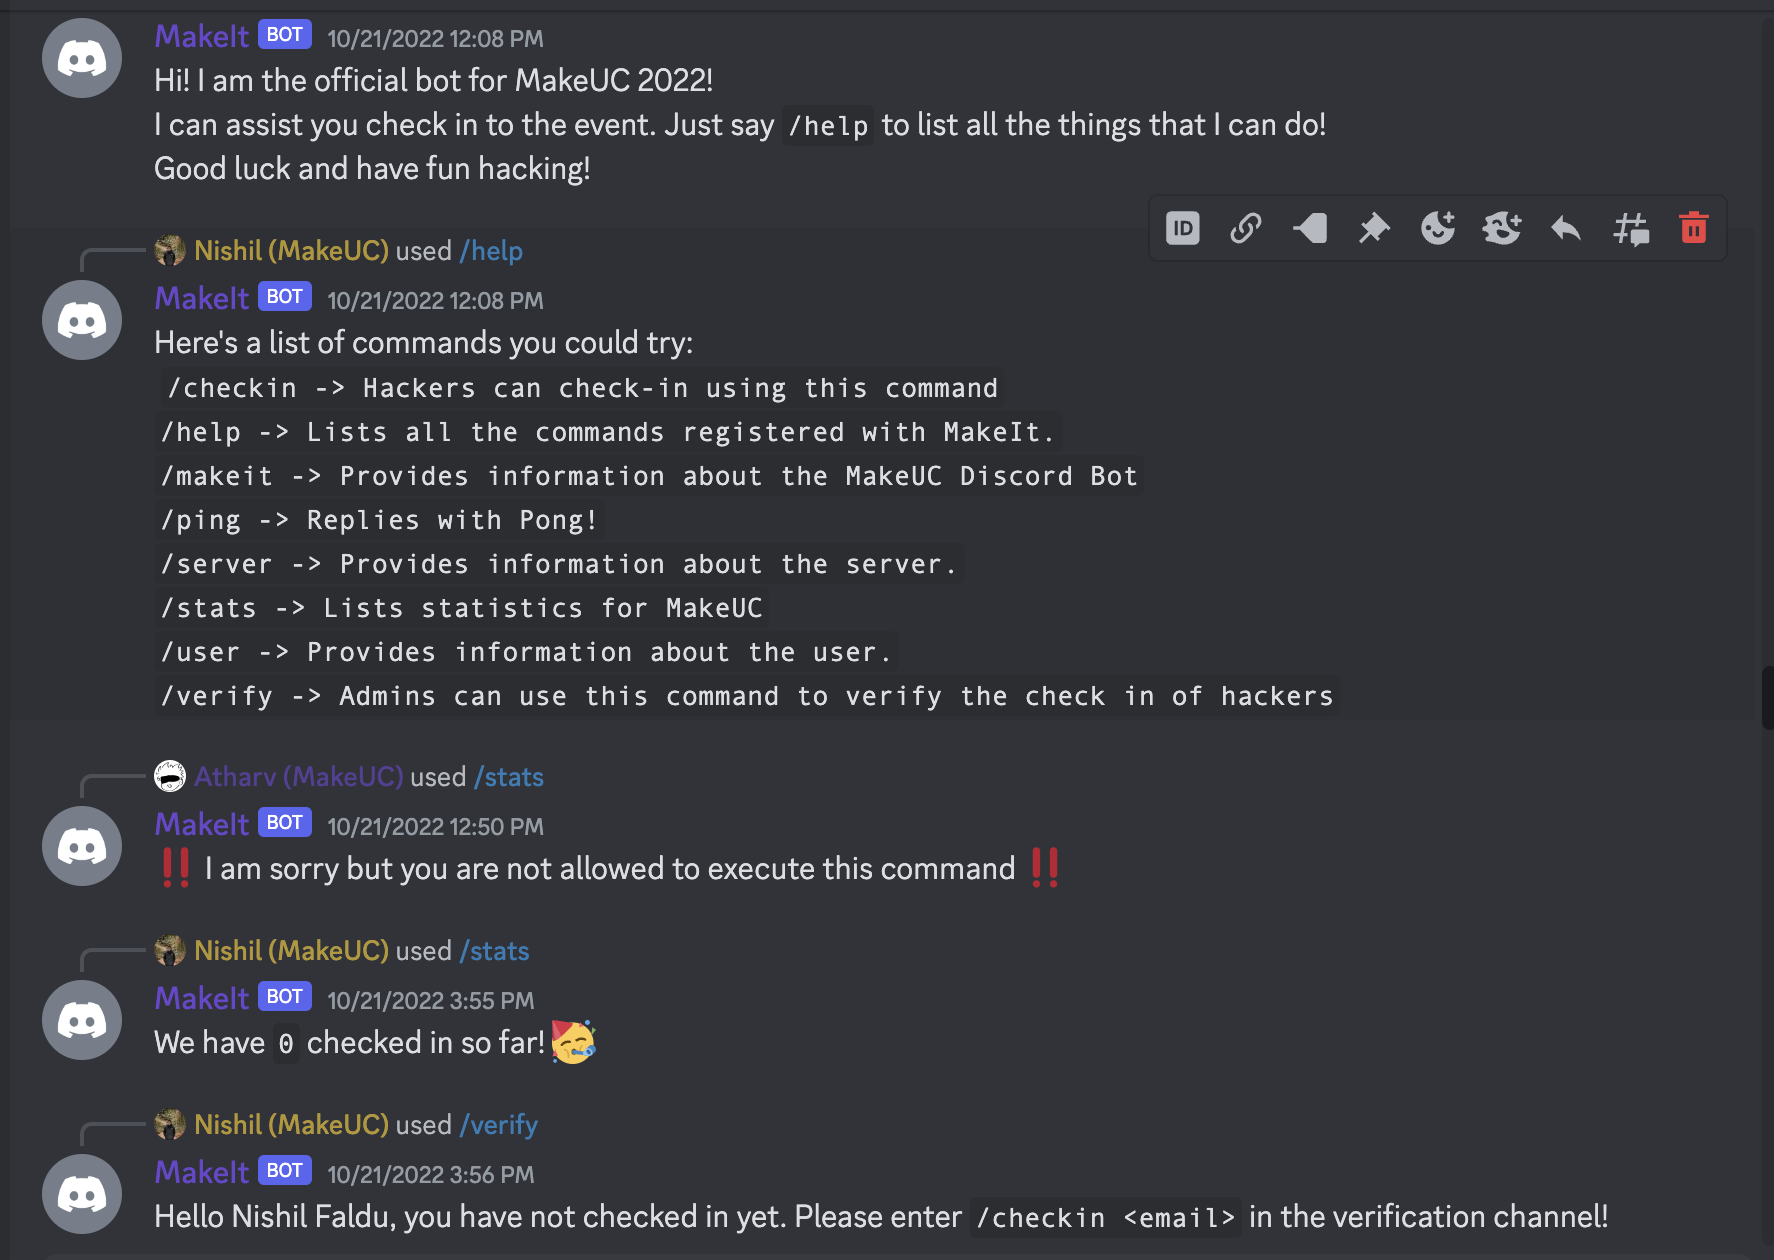 MakeIt BOT 10/21/2022 12:08 PM
Hi! I am the official bot for MakeUC 2022!
I can assist you check in to the event. Just say /help to list all the things that I can do!
Good luck and have fun hacking!
ID
Nishil (MakeUC) used /help
MakeIt BOT 10/21/2022 12:08 PM
Here's a list of commands you could try:
/checkin -> Hackers can check-in using this command
/help -> Lists all the commands registered with MakeIt.
/makeit -> Provides information about the MakeUC Discord Bot
/ping -> Replies with Pong!
/server -> Provides information about the server.
/stats -> Lists statistics for MakeUC
/user -> Provides information about the user.
/verify -> Admins can use this command to verify the check in of hackers
Atharv (MakeUC) used /stats
MakeIt BOT 10/21/2022 12:50 PM
‼️ I am sorry but you are not allowed to execute this command ‼️
Nishil (MakeUC) used /stats
MakeIt BOT 10/21/2022 3:55 PM
We have 0 checked in so far!🥳
Nishil (MakeUC) used /verify
MakeIt BOT 10/21/2022 3:56 PM
Hello Nishil Faldu, you have not checked in yet. Please enter /checkin <email> in the verification channel!